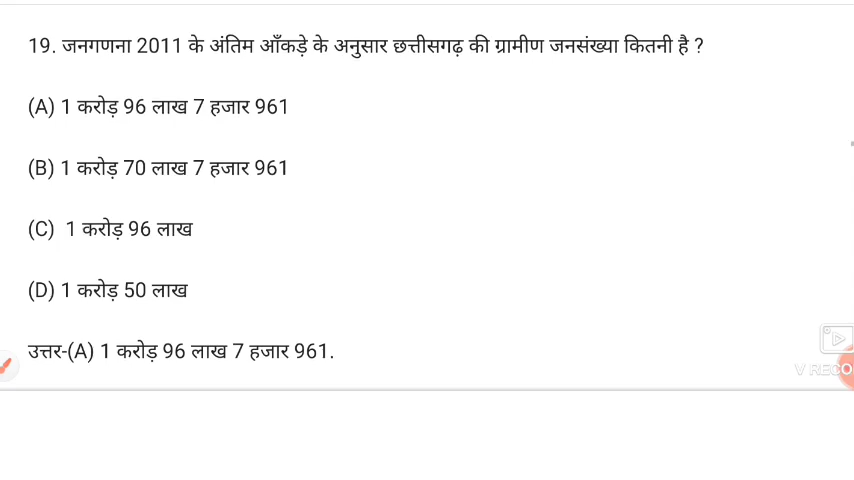 19. जनगणना 2011 के अंतिम आँकड़े के अनुसार छत्तीसगढ़ की ग्रामीण जनसंख्या कितनी है ?
(A) 1 करोड़ 96 लाख 7 हजार 961
(B) 1 करोड़ 70 लाख 7 हजार 961
(C) 1 करोड़ 96 लाख
(D) 1 करोड़ 50 लाख
उत्तर-(A) 1 करोड़ 96 लाख 7 हजार 961.
V RECO